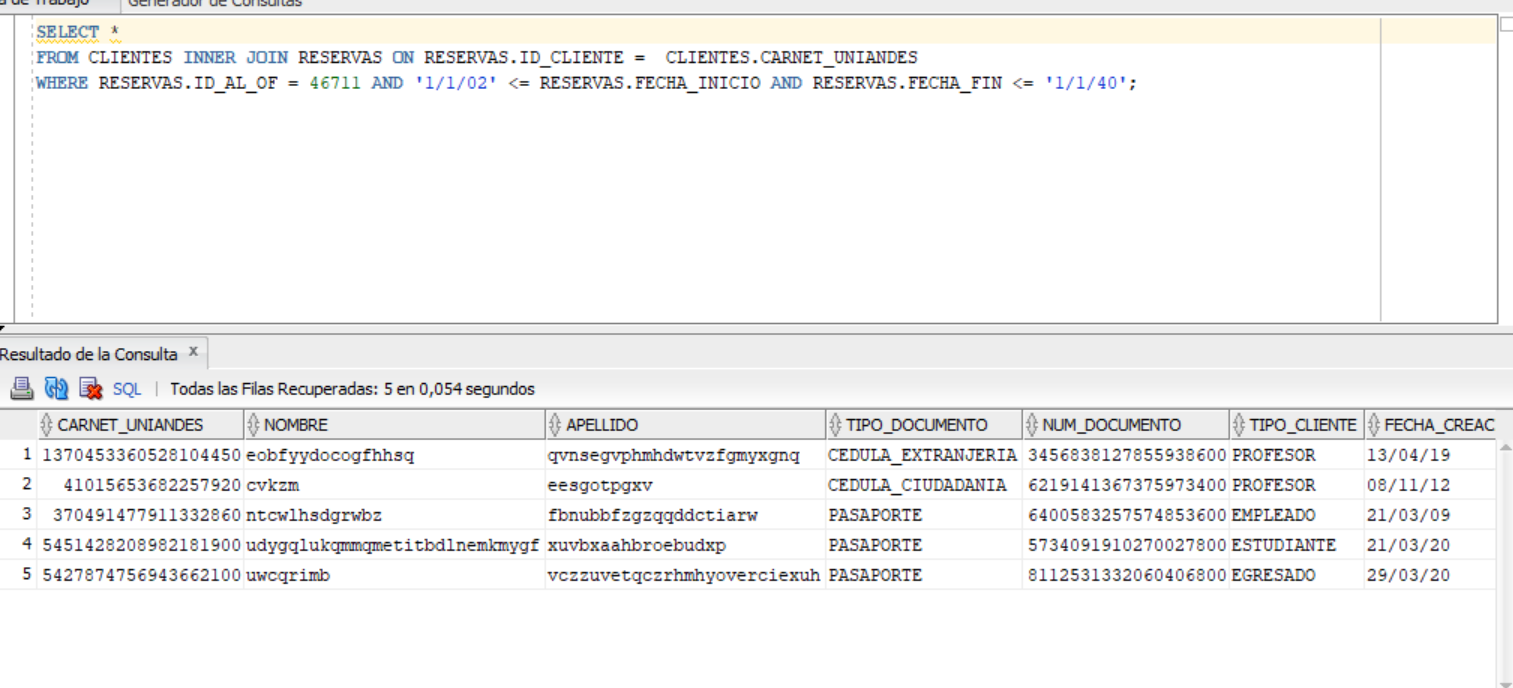 de Trabajo Generador de Consultas
SELECT *
FROM CLIENTES INNER JOIN RESERVAS ON RESERVAS.ID_CLIENTE =  CLIENTES.CARNET_UNIANDES
WHERE RESERVAS.ID_AL_OF = 46711 AND '1/1/02' <= RESERVAS.FECHA_INICIO AND RESERVAS.FECHA_FIN <= '1/1/40';
Resultado de la Consulta x
SQL | Todas las Filas Recuperadas: 5 en 0,054 segundos
CARNET_UNIANDES NOMBRE APELLIDO TIPO_DOCUMENTO NUM_DOCUMENTO TIPO_CLIENTE FECHA_CREAC
1 1370453360528104450 eobfyydocogfhhsq qvnsegvphmhdwtvzfgmyxgnq CEDULA_EXTRANJERIA 3456838127855938600 PROFESOR 13/04/19
2 41015653682257920 cvkzm eesgotpgxv CEDULA_CIUDADANIA 6219141367375973400 PROFESOR 08/11/12
3 370491477911332860 ntcwlhsdgrwbz fbnubbfzgzqqddctiarw PASAPORTE 6400583257574853600 EMPLEADO 21/03/09
4 5451428208982181900 udygqlukqmmqmetitbdlnemkmygf xuvbxaahbroebudxp PASAPORTE 5734091910270027800 ESTUDIANTE 21/03/20
5 5427874756943662100 uwcqrimb vczzuvetqczrhmhyoverciexuh PASAPORTE 8112531332060406800 EGRESADO 29/03/20